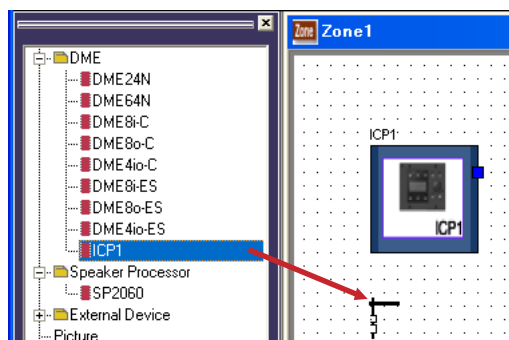 DME
DME24N
DME64N
DME8i-C
DME8o-C
DME4io-C
DME8i-ES
DME8o-ES
DME4io-ES
ICP1
Speaker Processor
SP2060
External Device
Picture
Zone Zone1
ICP1
ICP1